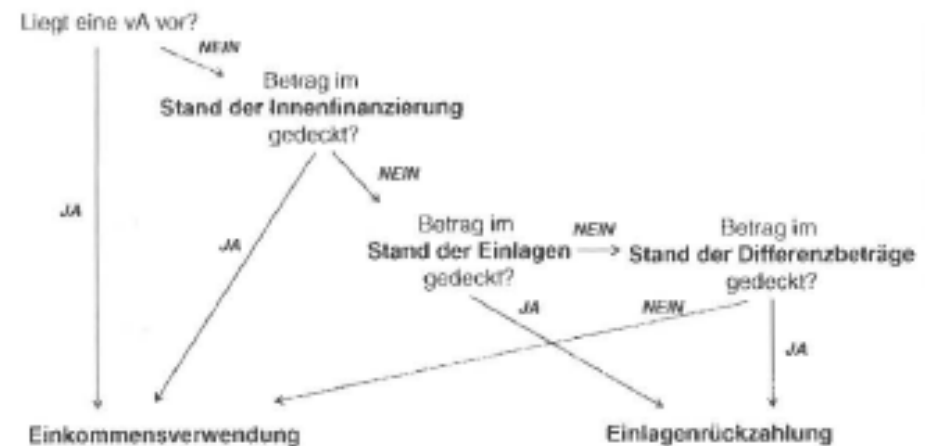 Liegt eine vA vor?
NEIN
Betrag im
Stand der Innenfinanzierung
gedeckt?
NEIN
JA
JA
Betrag im
Stand der Einlagen
gedeckt?
NEIN
Betrag im
Stand der Differenzbeträge
gedeckt?
JA
NEIN
JA
Einkommensverwendung
Einlagenrückzahlung